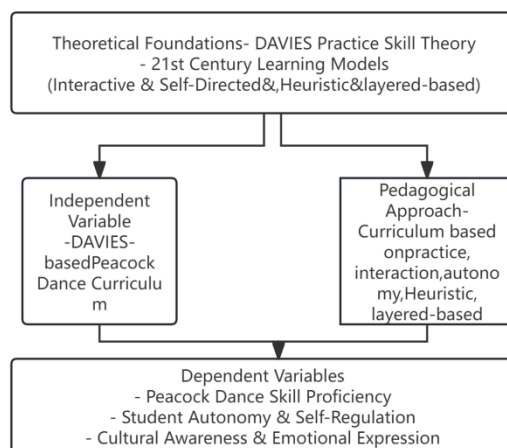 Theoretical Foundations- DAVIES Practice Skill Theory
- 21st Century Learning Models
(Interactive & Self-Directed&,Heuristic&layered-based)
Independent
Variable
-DAVIES-
basedPeacock
Dance Curriculu
m
Pedagogical
Approach-
Curriculum based
onpractice,
interaction,autono
my,Heuristic,
layered-based
Dependent Variables
- Peacock Dance Skill Proficiency
- Student Autonomy & Self-Regulation
- Cultural Awareness & Emotional Expression